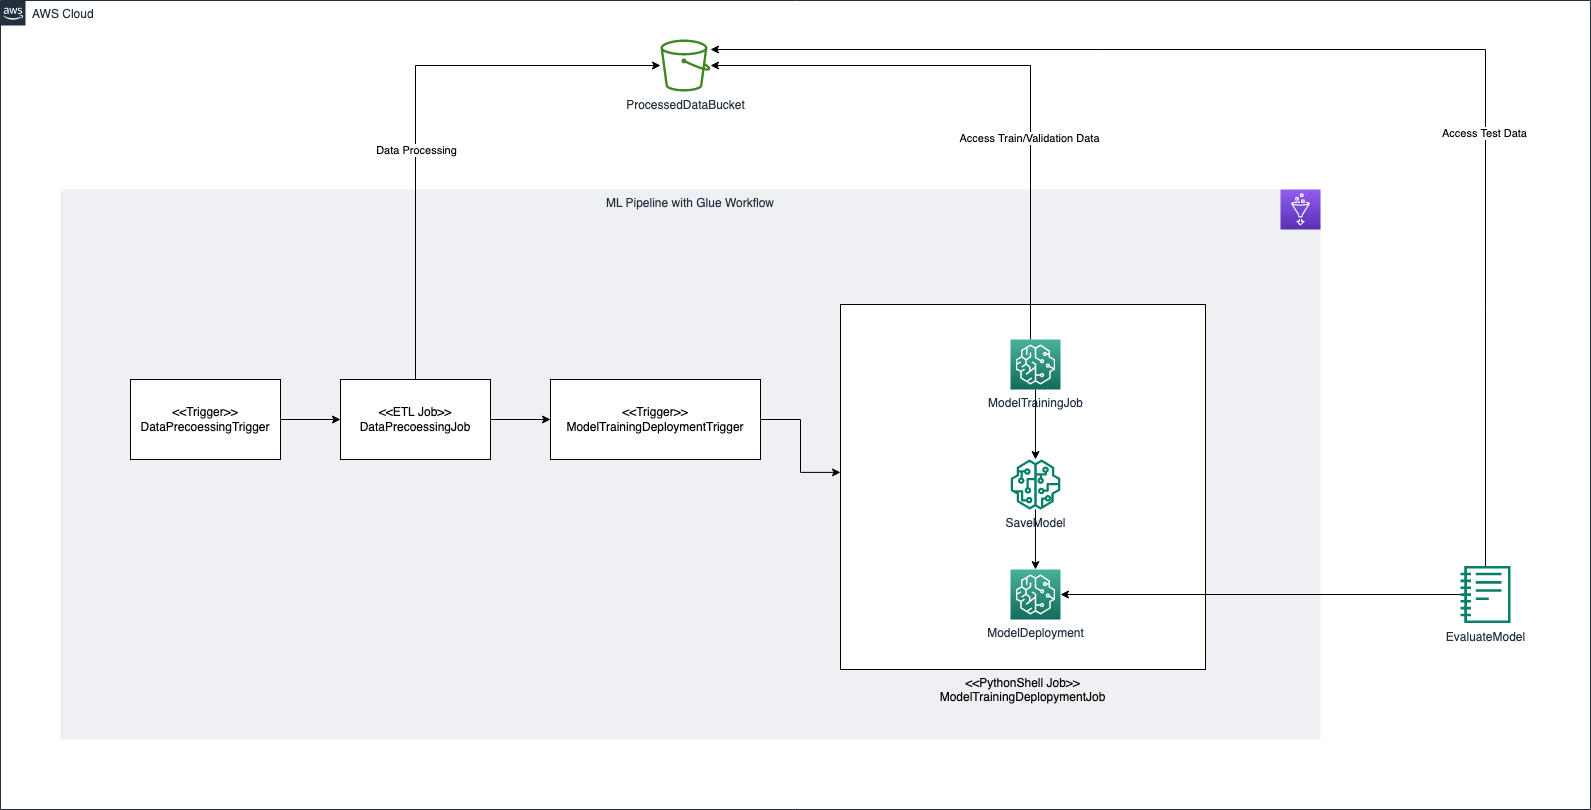 aws
AWS Cloud
ProcessedDataBucket
Data Processing
Access Train/Validation Data
Access Test Data
ML Pipeline with Glue Workflow
<<Trigger>>
DataPrecoessingTrigger
<<ETL Job>>
DataPrecoessingJob
<<Trigger>>
ModelTrainingDeploymentTrigger
ModelTrainingJob
SaveModel
ModelDeployment
EvaluateModel
<<PythonShell Job>>
ModelTrainingDeplopymentJob